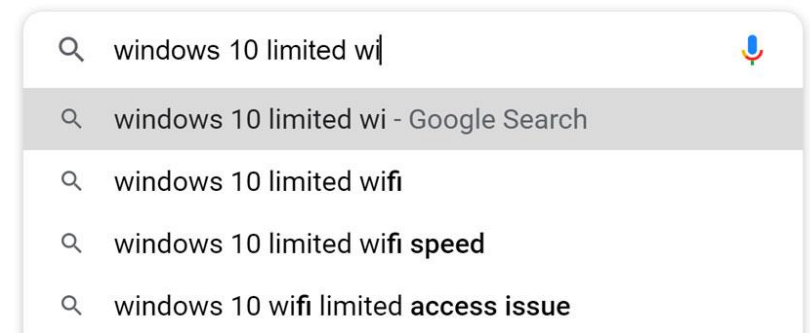 windows 10 limited wi
windows 10 limited wi - Google Search
windows 10 limited wifi
windows 10 limited wifi speed
windows 10 wifi limited access issue